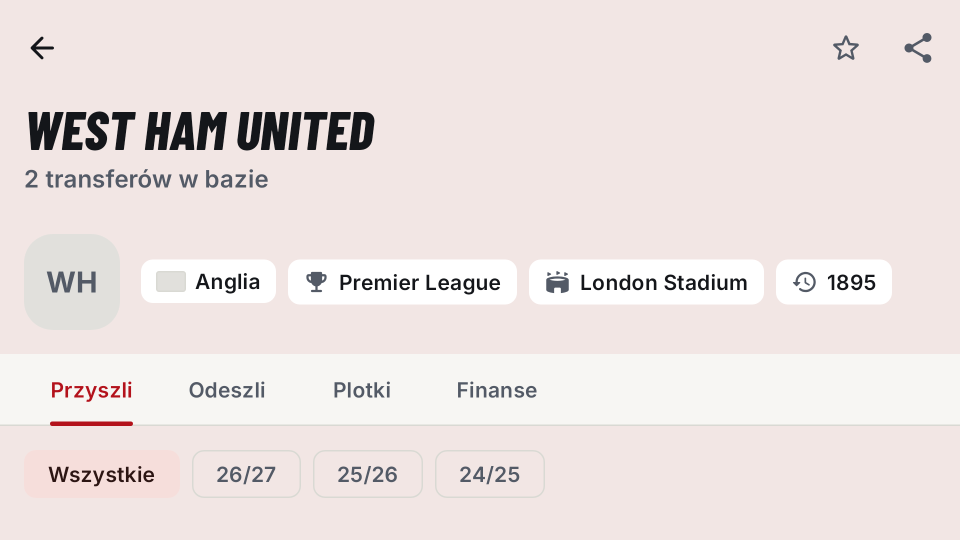 WEST HAM UNITED
2 transferów w bazie
WH
Anglia
Premier League
London Stadium
1895
Przyszli
Odeszli
Plotki
Finanse
Wszystkie
26/27
25/26
24/25